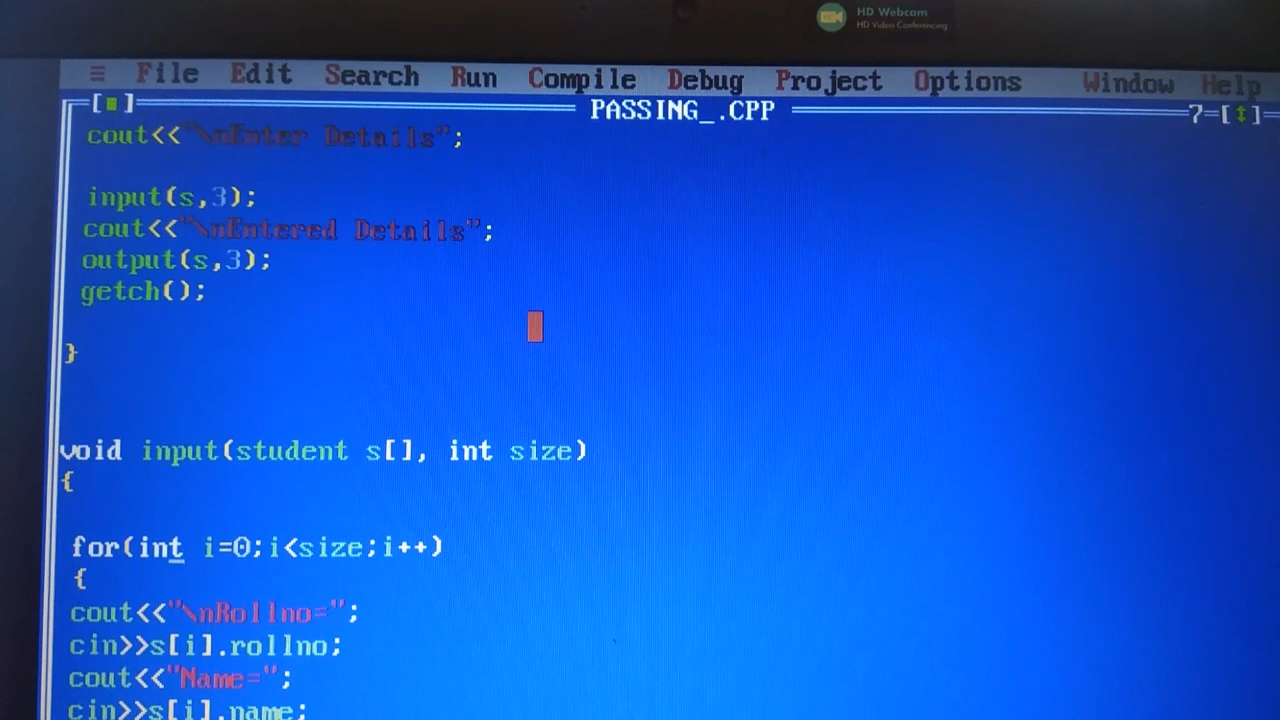 HD Webcam
HD Video Conferencing
≡ File Edit Search Run Compile Debug Project Options Window Help
[■] PASSING_.CPP 7=[↕]
cout<<"\nEnter Details";
input(s,3);
cout<<"\nEntered Details";
output(s,3);
getch();
}
void input(student s[], int size)
{
for(int i=0;i<size;i++)
{
cout<<"\nRollno=";
cin>>s[i].rollno;
cout<<"Name=";
cin>>s[i].name;